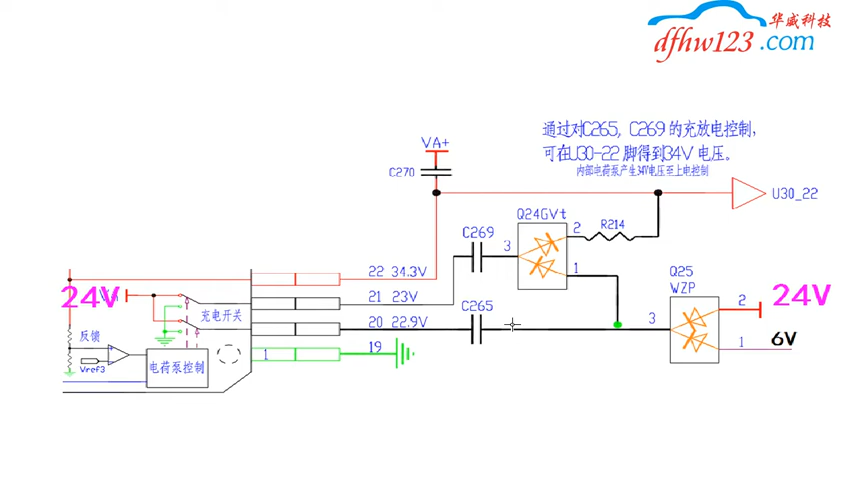 华威科技
dfhw123.com
通过对C265, C269 的充放电控制,
可在U30-22 脚得到34V 电压。
内部电荷泵产生34V电压至上电控制
VA+
C270
U30_22
Q24GVt
2
R214
C269
3
1
Q25
WZP
22 34.3V
24V
21 23V
C265
2
24V
充电开关
20 22.9V
3
反馈
1
6V
19
1
Vref3
电荷泵控制